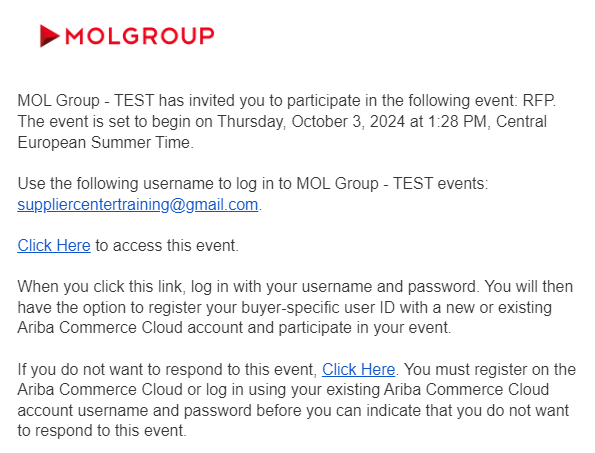 MOLGROUP
MOL Group - TEST has invited you to participate in the following event: RFP.
The event is set to begin on Thursday, October 3, 2024 at 1:28 PM, Central
European Summer Time.
Use the following username to log in to MOL Group - TEST events:
suppliercentertraining@gmail.com.
Click Here to access this event.
When you click this link, log in with your username and password. You will then
have the option to register your buyer-specific user ID with a new or existing
Ariba Commerce Cloud account and participate in your event.
If you do not want to respond to this event, Click Here. You must register on the
Ariba Commerce Cloud or log in using your existing Ariba Commerce Cloud
account username and password before you can indicate that you do not want
to respond to this event.